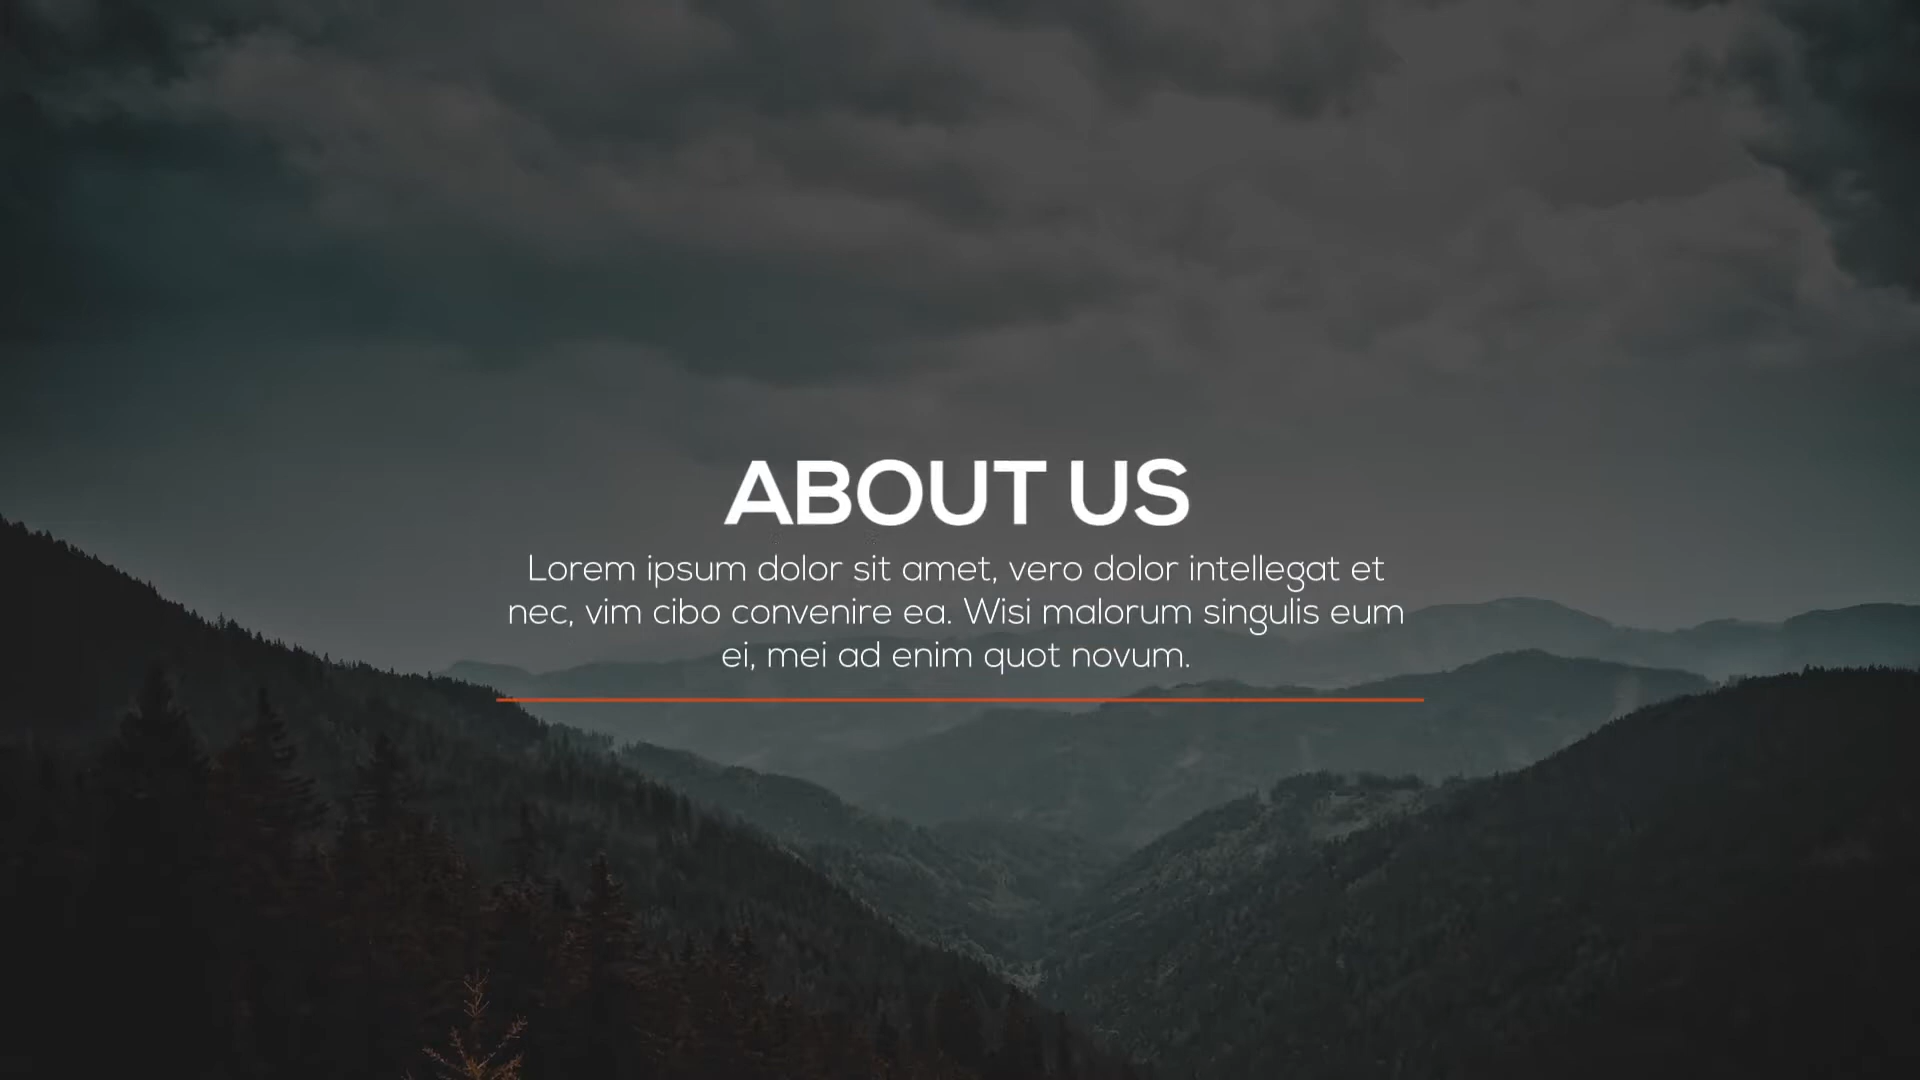 ABOUT US
Lorem ipsum dolor sit amet, vero dolor intellegat et
nec, vim cibo convenire ea. Wisi malorum singulis eum
ei, mei ad enim quot novum.